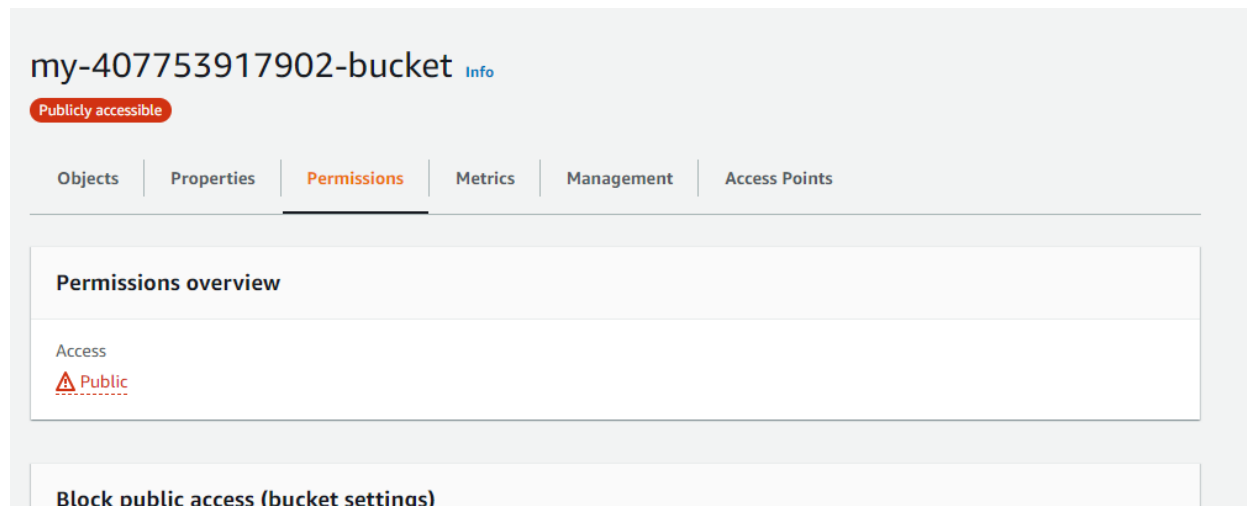 my-407753917902-bucket Info
Publicly accessible
Objects Properties Permissions Metrics Management Access Points
Permissions overview
Access
Public
Block public access (bucket settings)